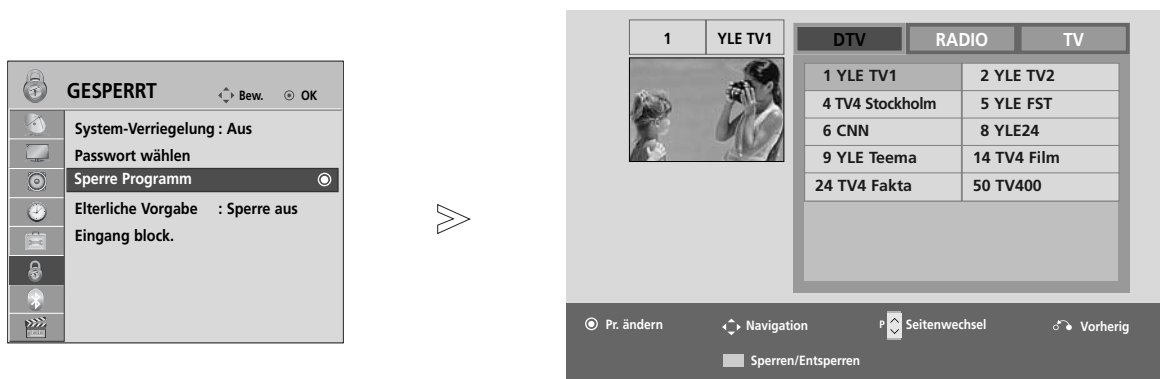 GESPERRT Bew. OK
System-Verriegelung : Aus
Passwort wählen
Sperre Programm
Elterliche Vorgabe : Sperre aus
Eingang block.
1 YLE TV1
DTV RADIO TV
1 YLE TV1 2 YLE TV2
4 TV4 Stockholm 5 YLE FST
6 CNN 8 YLE24
9 YLE Teema 14 TV4 Film
24 TV4 Fakta 50 TV400
Pr. ändern Navigation P Seitenwechsel Vorherig
Sperren/Entsperren